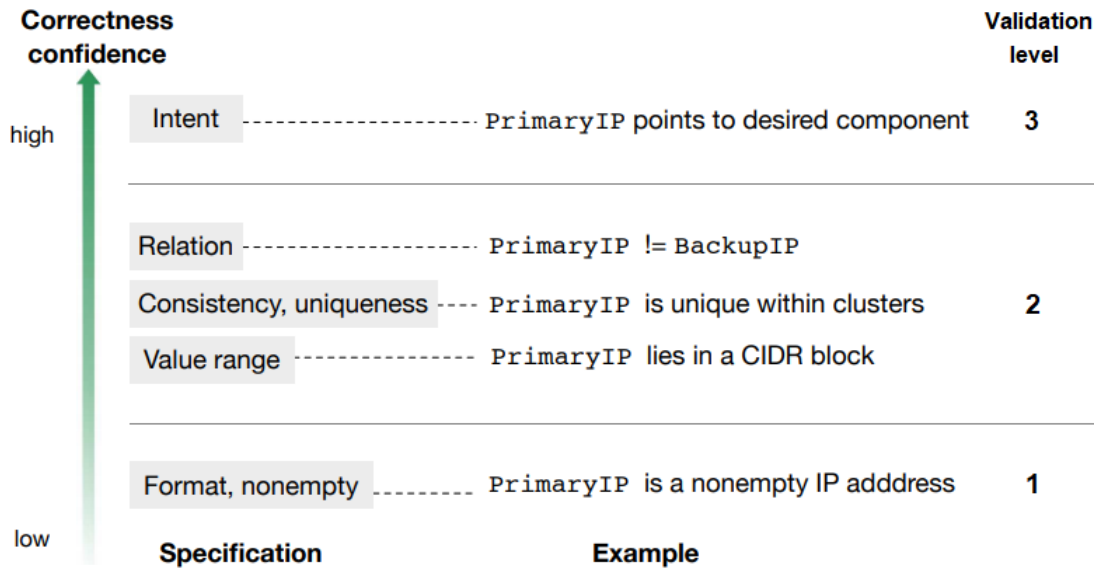 Correctness
confidence
Validation
level
high
Intent PrimaryIP points to desired component 3
Relation PrimaryIP != BackupIP
Consistency, uniqueness PrimaryIP is unique within clusters 2
Value range PrimaryIP lies in a CIDR block
Format, nonempty PrimaryIP is a nonempty IP adddress 1
low
Specification Example